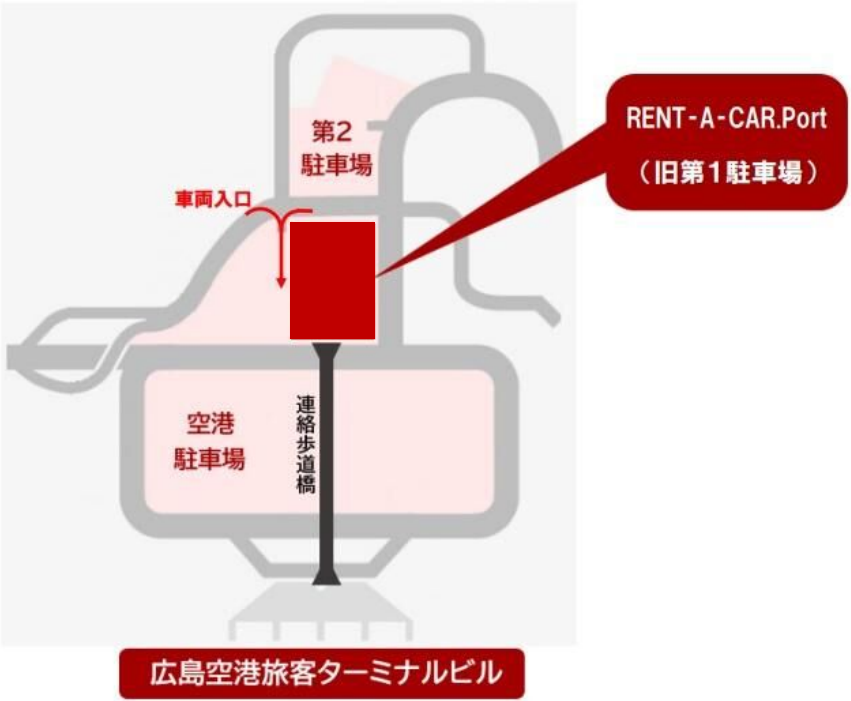 RENT-A-CAR.Port
（旧第１駐車場）
第2
駐車場
車両入口
空港
駐車場
連絡歩道橋
広島空港旅客ターミナルビル